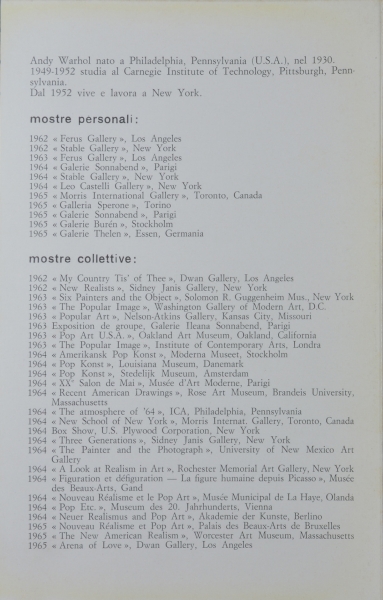 Andy Warhol nato a Philadelphia, Pennsylvania (U.S.A.), nel 1930.
1949-1952 studia al Carnegie Institute of Technology, Pittsburgh, Penn-
sylvania.
Dal 1952 vive e lavora a New York.
mostre personali:
1962 « Ferus Gallery », Los Angeles
1962 « Stable Gallery », New York
1963 « Ferus Gallery », Los Angeles
1964 « Galerie Sonnabend », Parigi
1964 « Stable Gallery », New York
1964 « Leo Castelli Gallery », New York
1965 « Morris International Gallery », Toronto, Canada
1965 « Galleria Sperone », Torino
1965 « Galerie Sonnabend », Parigi
1965 « Galerie Burén », Stockholm
1965 « Galerie Thelen », Essen, Germania
mostre collettive:
1962 « My Country Tis' of Thee », Dwan Gallery, Los Angeles
1962 « New Realists », Sidney Janis Gallery, New York
1963 « Six Painters and the Object », Solomon R. Guggenheim Mus., New York
1963 « The Popular Image », Washington Gallery of Modern Art, D.C.
1963 « Popular Art », Nelson-Atkins Gallery, Kansas City, Missouri
1963 Exposition de groupe, Galerie Ileana Sonnabend, Parigi
1963 « Pop Art U.S.A. », Oakland Art Museum, Oakland, California
1963 « The Popular Image », Institute of Contemporary Arts, Londra
1964 « Amerikansk Pop Konst », Moderna Museet, Stockholm
1964 « Pop Konst », Louisiana Museum, Danemark
1964 « Pop Konst », Stedelijk Museum, Amsterdam
1964 « XX° Salon de Mai », Musée d'Art Moderne, Parigi
1964 « Recent American Drawings », Rose Art Museum, Brandeis University,
Massachusetts
1964 « The atmosphere of '64 », ICA, Philadelphia, Pennsylvania
1964 « New School of New York », Morris Internat. Gallery, Toronto, Canada
1964 Box Show, U.S. Plywood Corporation, New York
1964 « Three Generations », Sidney Janis Gallery, New York
1964 « The Painter and the Photograph », University of New Mexico Art
Gallery
1964 « A Look at Realism in Art », Rochester Memorial Art Gallery, New York
1964 « Figuration et défiguration — La figure humaine depuis Picasso », Musée
des Beaux-Arts, Gand
1964 « Nouveau Réalisme et le Pop Art », Musée Municipal de La Haye, Olanda
1964 « Pop Etc. », Museum des 20. Jahrhunderts, Vienna
1964 « Neuer Realismus and Pop Art », Akademie der Kunste, Berlino
1965 « Nouveau Réalisme et Pop Art », Palais des Beaux-Arts de Bruxelles
1965 « The New American Realism », Worcester Art Museum, Massachusetts
1965 « Arena of Love », Dwan Gallery, Los Angeles